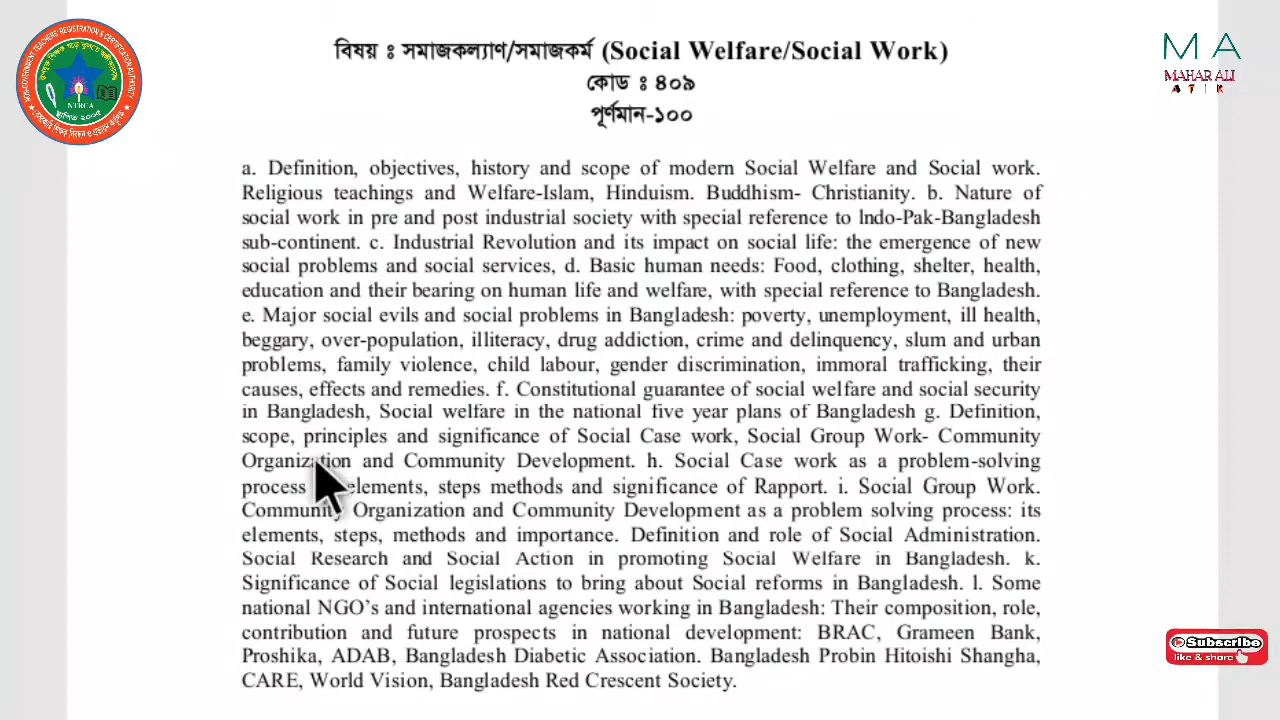 বিষয় ঃ সমাজকল্যাণ/সমাজকর্ম (Social Welfare/Social Work)
কোড ঃ ৪০৯
পূর্ণমান-১০০
a. Definition, objectives, history and scope of modern Social Welfare and Social work.
Religious teachings and Welfare-Islam, Hinduism. Buddhism- Christianity. b. Nature of
social work in pre and post industrial society with special reference to lndo-Pak-Bangladesh
sub-continent. c. Industrial Revolution and its impact on social life: the emergence of new
social problems and social services, d. Basic human needs: Food, clothing, shelter, health,
education and their bearing on human life and welfare, with special reference to Bangladesh.
e. Major social evils and social problems in Bangladesh: poverty, unemployment, ill health,
beggary, over-population, illiteracy, drug addiction, crime and delinquency, slum and urban
problems, family violence, child labour, gender discrimination, immoral trafficking, their
causes, effects and remedies. f. Constitutional guarantee of social welfare and social security
in Bangladesh, Social welfare in the national five year plans of Bangladesh g. Definition,
scope, principles and significance of Social Case work, Social Group Work- Community
Organization and Community Development. h. Social Case work as a problem-solving
process elements, steps methods and significance of Rapport. i. Social Group Work.
Community Organization and Community Development as a problem solving process: its
elements, steps, methods and importance. Definition and role of Social Administration.
Social Research and Social Action in promoting Social Welfare in Bangladesh. k.
Significance of Social legislations to bring about Social reforms in Bangladesh. l. Some
national NGO's and international agencies working in Bangladesh: Their composition, role,
contribution and future prospects in national development: BRAC, Grameen Bank,
Proshika, ADAB, Bangladesh Diabetic Association. Bangladesh Probin Hitoishi Shangha,
CARE, World Vision, Bangladesh Red Crescent Society.
NON-GOVERNMENT TEACHERS' REGISTRATION & CERTIFICATION AUTHORITY
NTRCA
স্থাপিত ২০০৫
M A
MAHAR ALI
ATIK
Subscribe
like & share